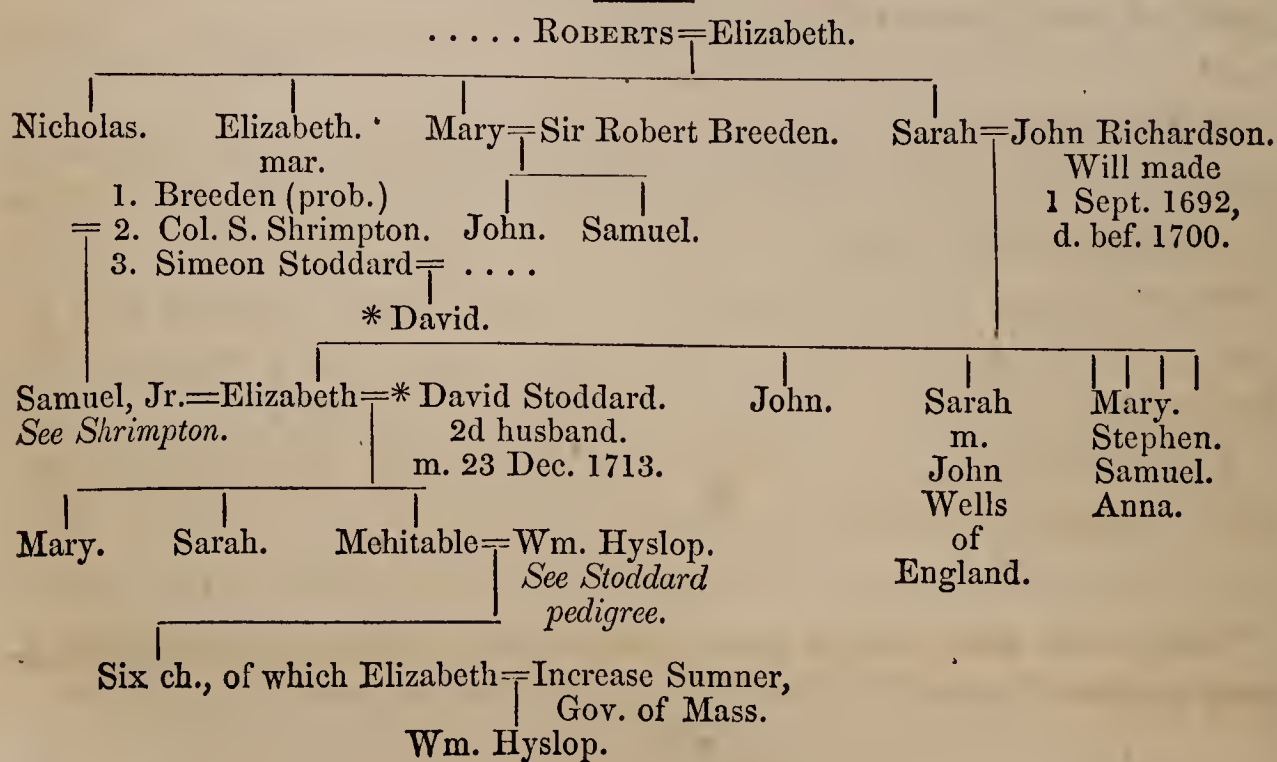 ..... ROBERTS=Elizabeth.
Nicholas. Elizabeth. Mary=Sir Robert Breeden. Sarah=John Richardson.
mar. Will made
1. Breeden (prob.) 1 Sept. 1692,
= 2. Col. S. Shrimpton. John. Samuel. d. bef. 1700.
3. Simeon Stoddard= ....
* David.
Samuel, Jr.=Elizabeth=* David Stoddard. John. Sarah Mary.
See Shrimpton. 2d husband. m. Stephen.
m. 23 Dec. 1713. John Samuel.
Wells Anna.
Mary. Sarah. Mehitable=Wm. Hyslop. of
See Stoddard England.
pedigree.
Six ch., of which Elizabeth=Increase Sumner,
Gov. of Mass.
Wm. Hyslop.